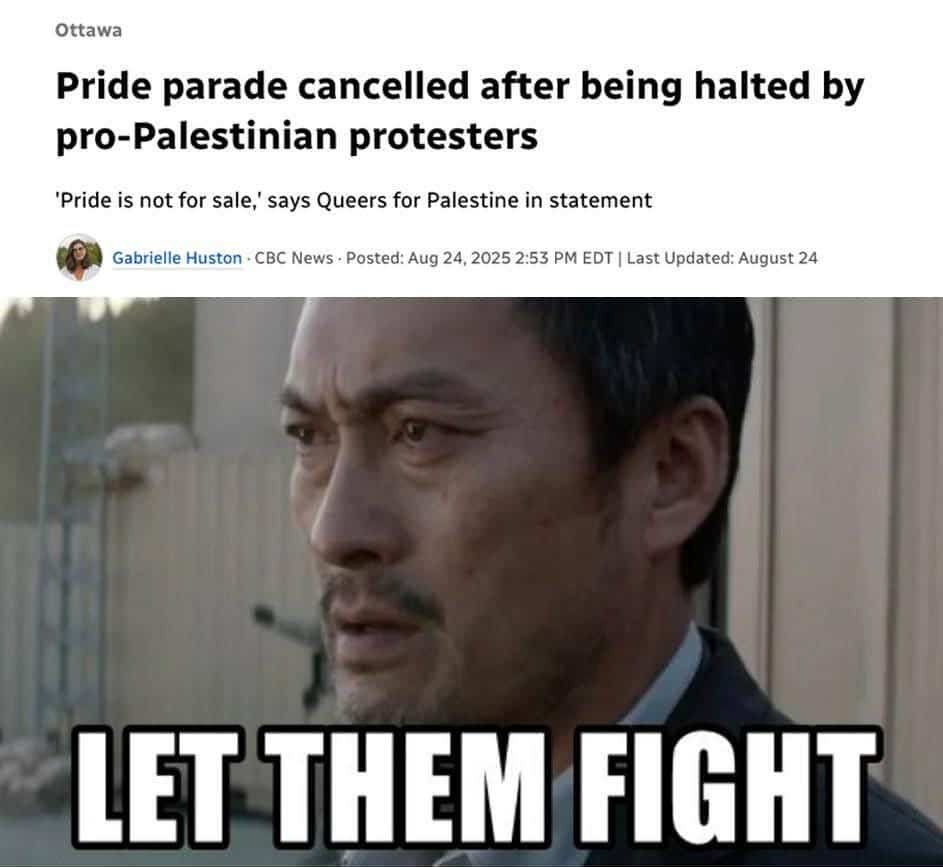 Ottawa
Pride parade cancelled after being halted by
pro-Palestinian protesters
'Pride is not for sale,' says Queers for Palestine in statement
Gabrielle Huston · CBC News · Posted: Aug 24, 2025 2:53 PM EDT | Last Updated: August 24
LET THEM FIGHT